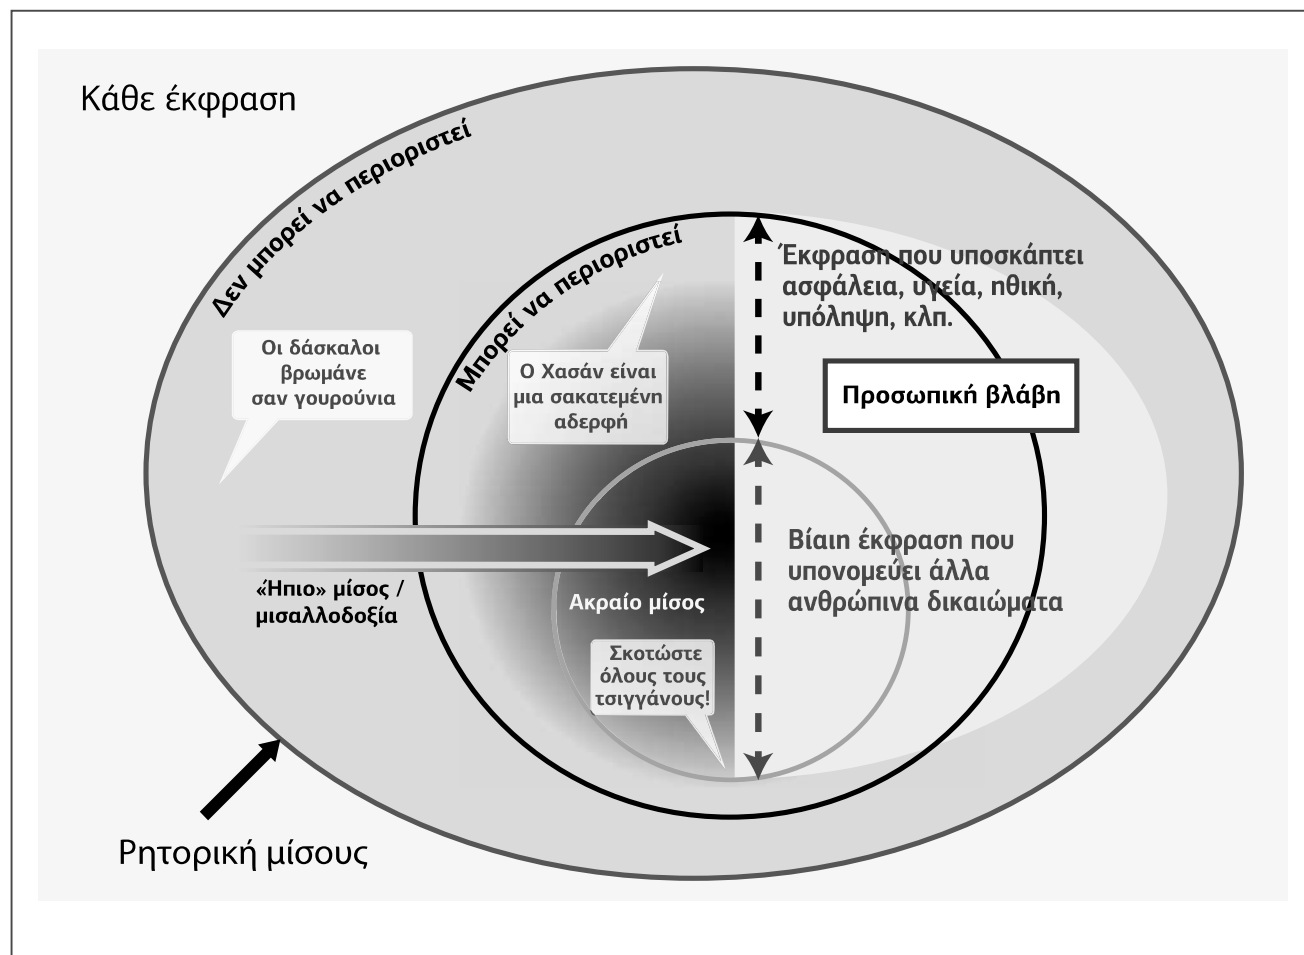 Κάθε έκφραση
Δεν μπορεί να περιοριστεί
Μπορεί να περιοριστεί
Έκφραση που υποσκάπτει
ασφάλεια, υγεία, ηθική,
υπόληψη, κλπ.
Οι δάσκαλοι
βρωμάνε
σαν γουρούνια
Ο Χασάν είναι
μια σακατεμένη
αδερφή
Προσωπική βλάβη
Βίαιη έκφραση που
υπονομεύει άλλα
ανθρώπινα δικαιώματα
«Ήπιο» μίσος /
μισαλλοδοξία
Ακραίο μίσος
Σκοτώστε
όλους τους
τσιγγάνους!
Ρητορική μίσους